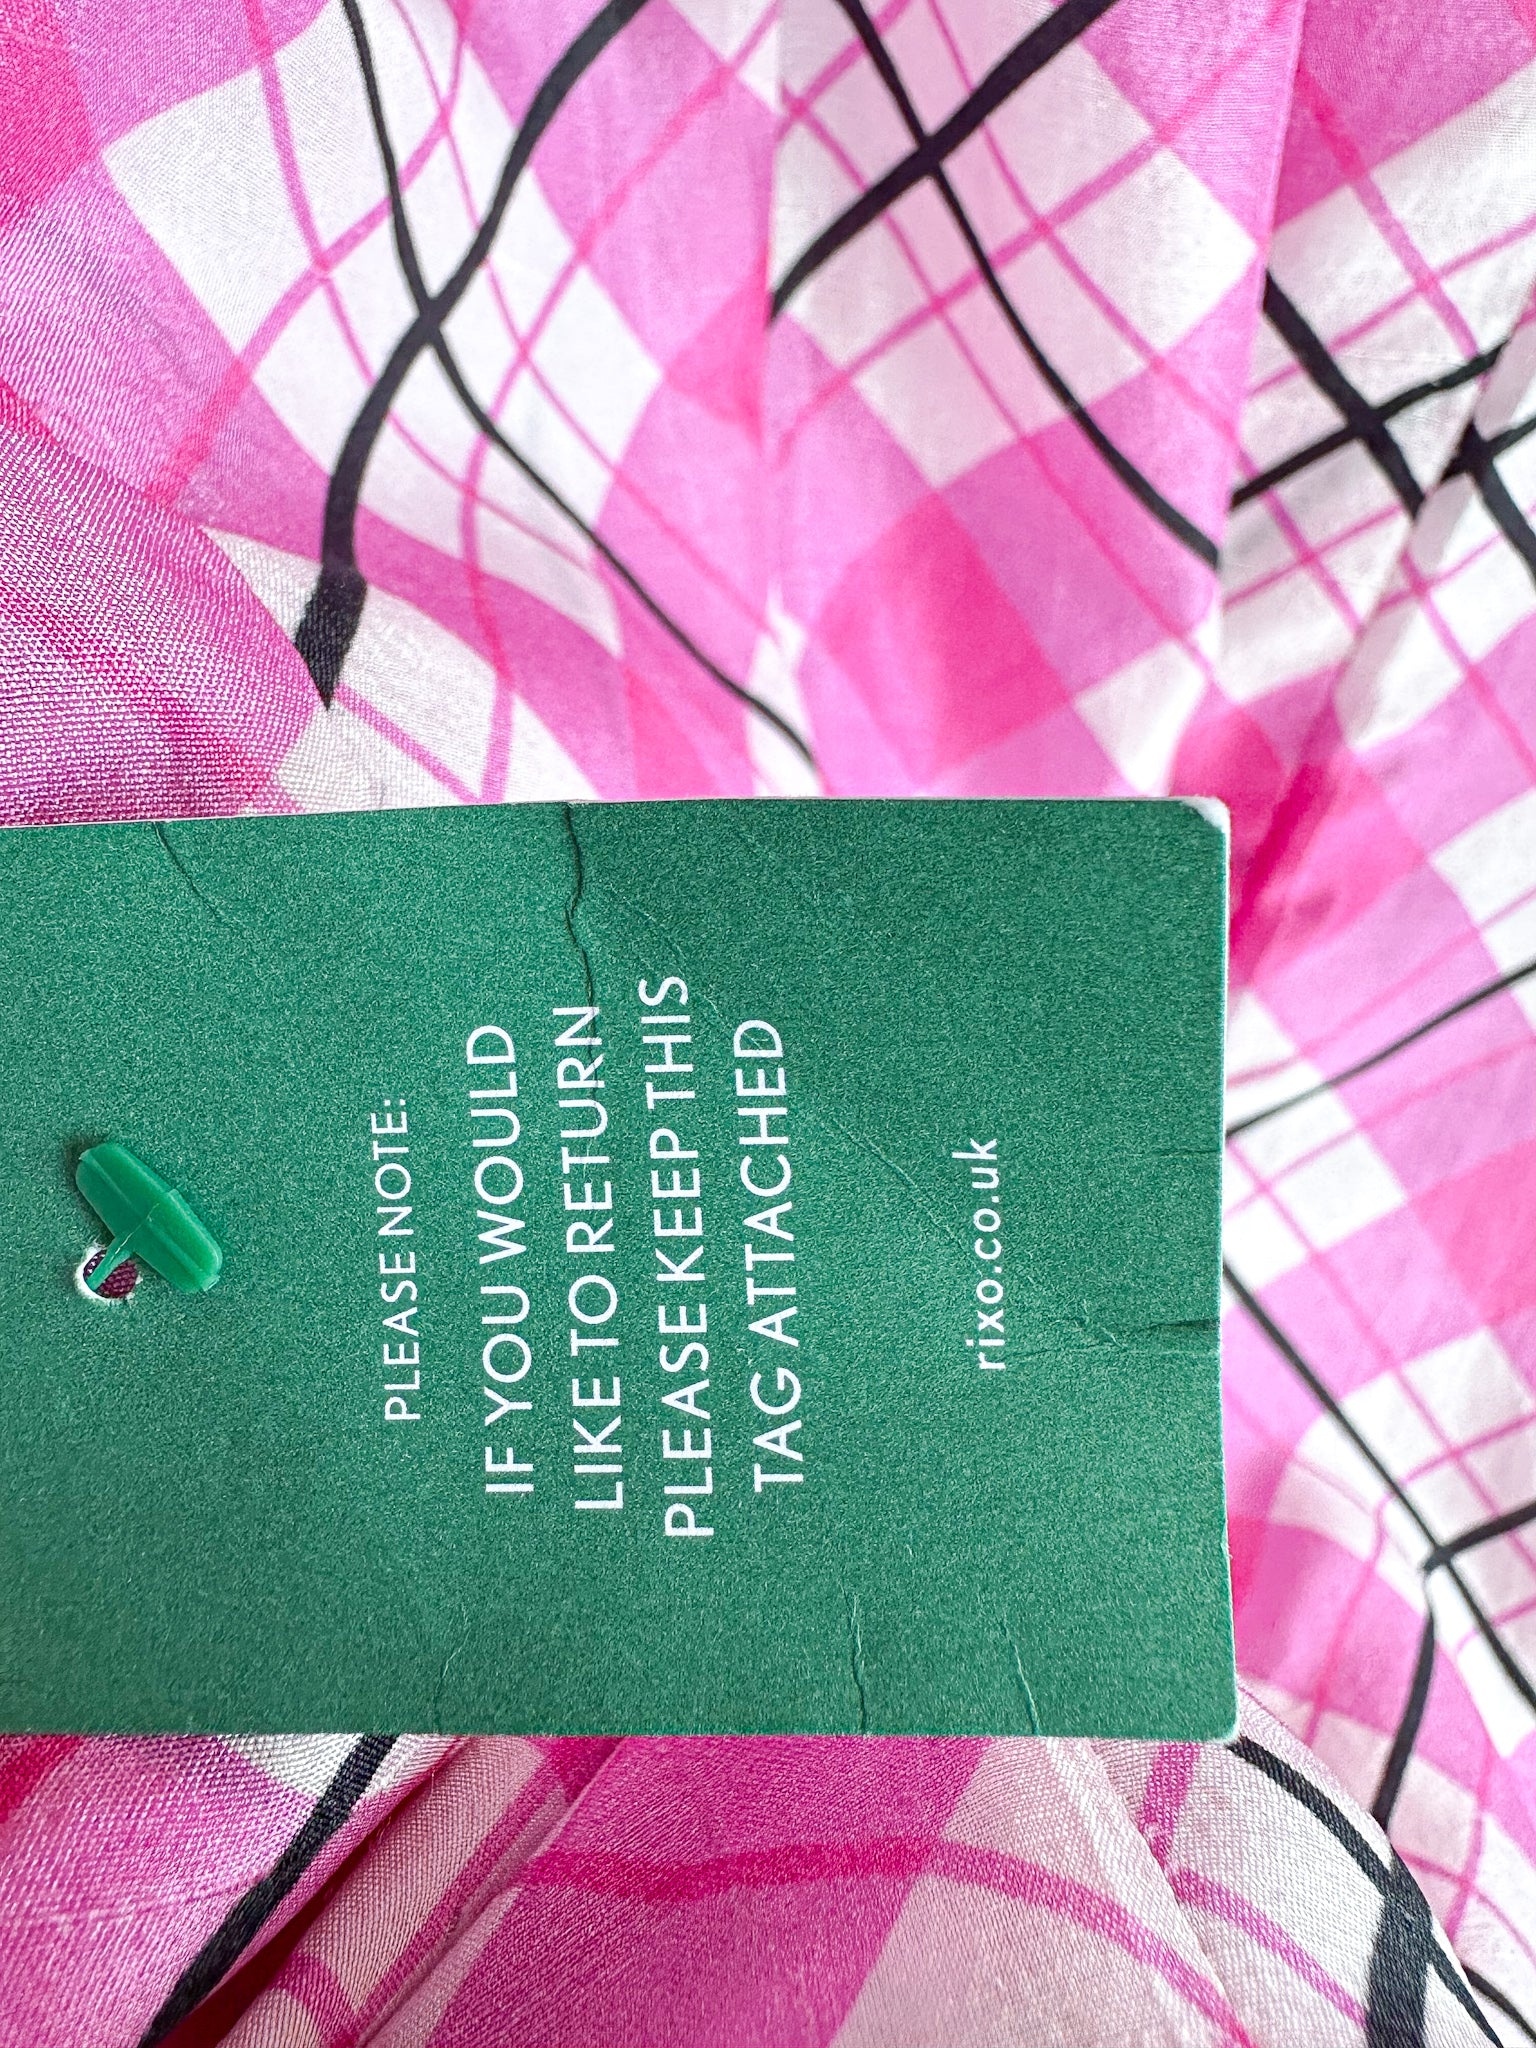 PLEASE NOTE:
IF YOU WOULD
LIKE TO RETURN
PLEASE KEEP THIS
TAG ATTACHED
rixo.co.uk